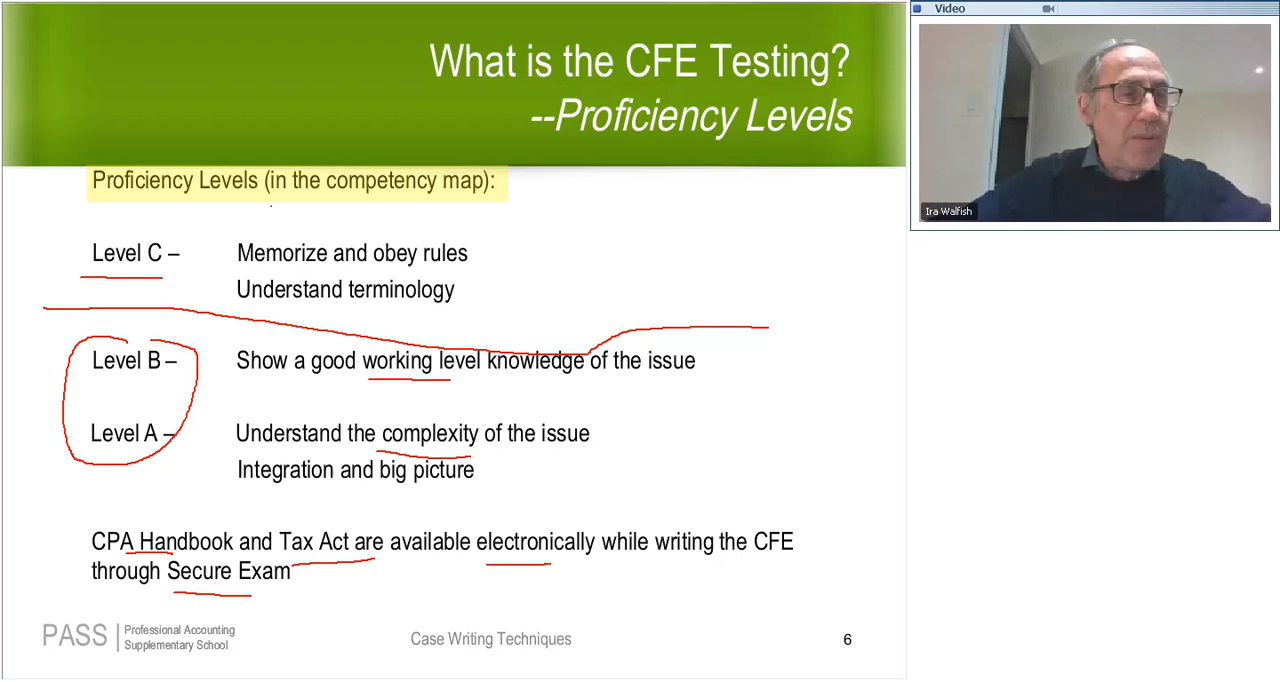 What is the CFE Testing?
--Proficiency Levels
Proficiency Levels (in the competency map):
Level C – Memorize and obey rules
Understand terminology
Level B – Show a good working level knowledge of the issue
Level A – Understand the complexity of the issue
Integration and big picture
CPA Handbook and Tax Act are available electronically while writing the CFE
through Secure Exam
PASS
Professional Accounting
Supplementary School
Case Writing Techniques
6
Video
Ira Walfish